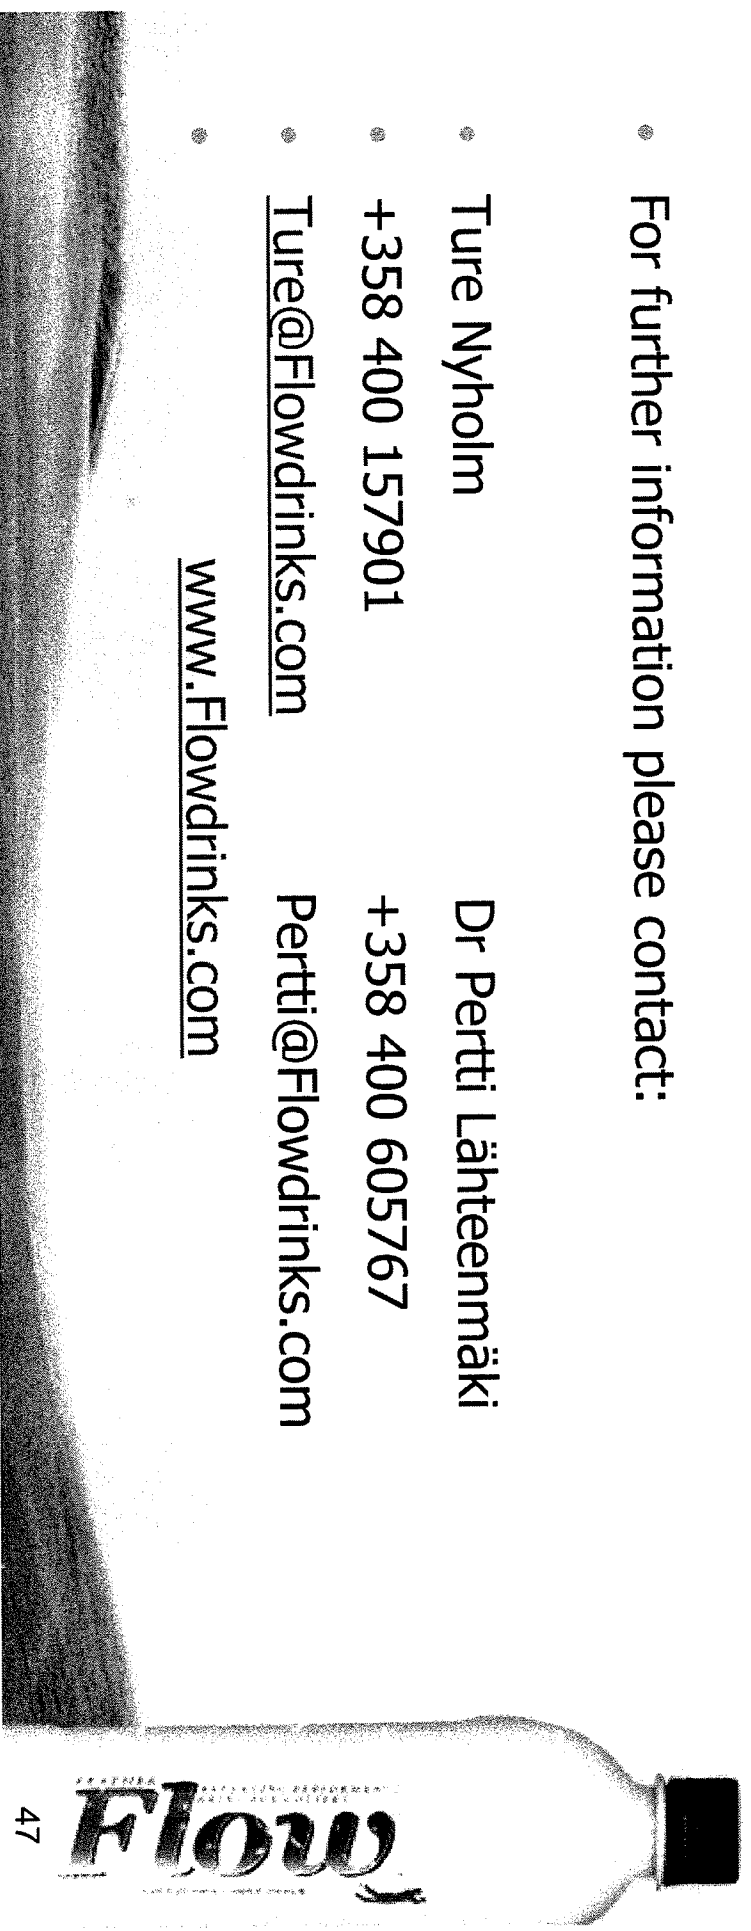 For further information please contact:
Ture Nyholm Dr Pertti Lähteenmäki
+358 400 157901 +358 400 605767
Ture@Flowdrinks.com Pertti@Flowdrinks.com
www.Flowdrinks.com
Flow
47